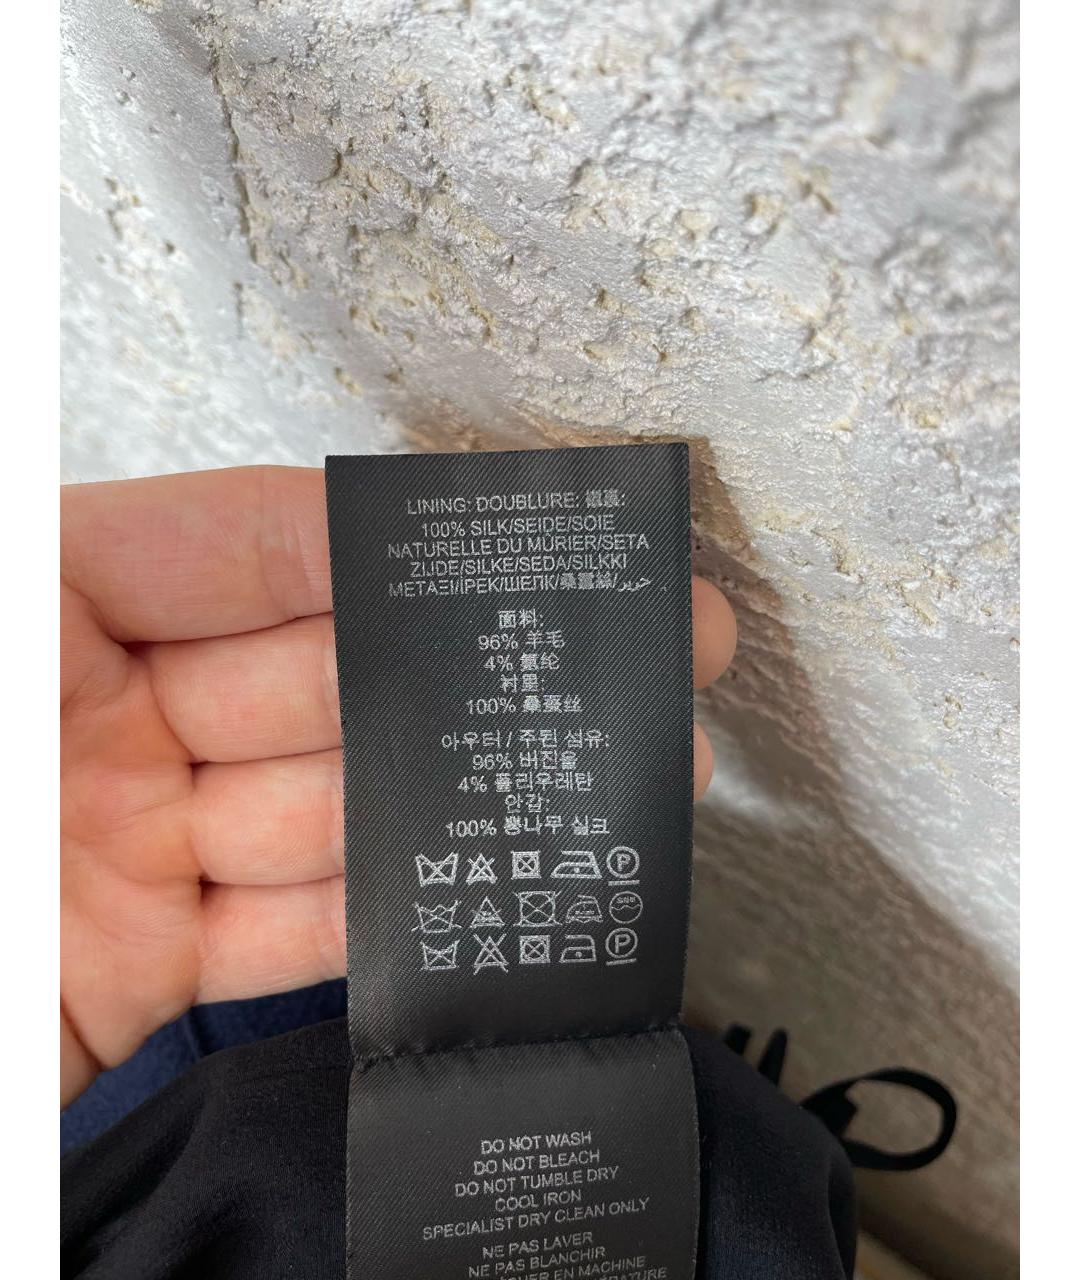 LINING: DOUBLURE: 裏:
100% SILK/SEIDE/SOIE
NATURELLE DU MÛRIER/SETA
ZIJDE/SILKE/SEDA/SILKKI
ΜΕΤΑΞΙ/İPEK/ШЕЛК/桑蚕絲/حرير
面料:
96% 羊毛
4% 氨纶
衬里:
100% 桑蚕丝
아우터 / 주된 섬유:
96% 버진울
4% 폴리우레탄
안감:
100% 뽕나무 실크
P
P
DO NOT WASH
DO NOT BLEACH
DO NOT TUMBLE DRY
COOL IRON
SPECIALIST DRY CLEAN ONLY
NE PAS LAVER
NE PAS BLANCHIR
EN MACHINE